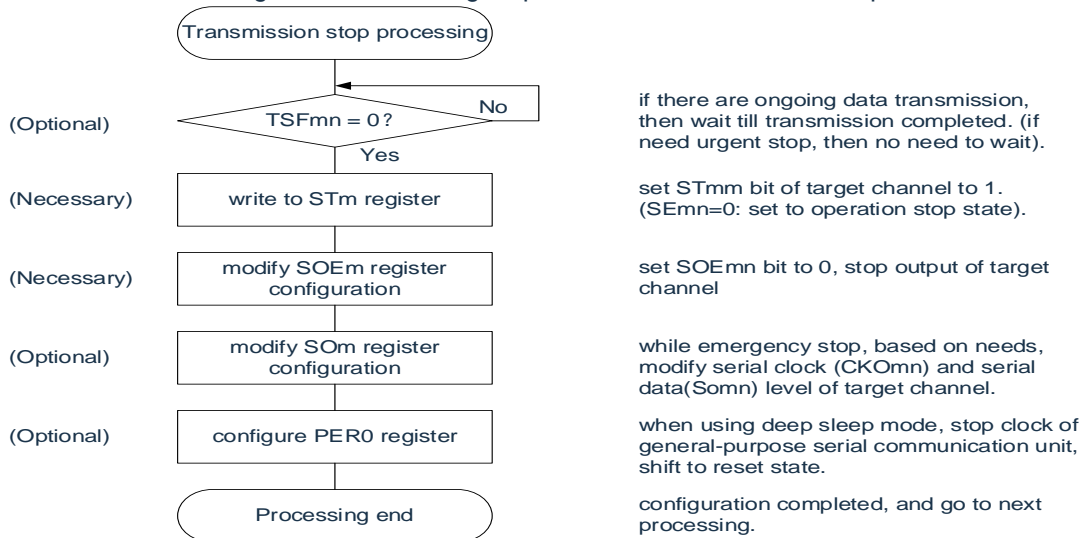 Transmission stop processing
No
(Optional)
TSFmn = 0?
Yes
if there are ongoing data transmission,
then wait till transmission completed. (if
need urgent stop, then no need to wait).
(Necessary)
write to STm register
set STmm bit of target channel to 1.
(SEmn=0: set to operation stop state).
(Necessary)
modify SOEm register
configuration
set SOEmn bit to 0, stop output of target
channel
(Optional)
modify SOm register
configuration
while emergency stop, based on needs,
modify serial clock (CKOmn) and serial
data(Somn) level of target channel.
(Optional)
configure PER0 register
when using deep sleep mode, stop clock of
general-purpose serial communication unit,
shift to reset state.
Processing end
configuration completed, and go to next
processing.